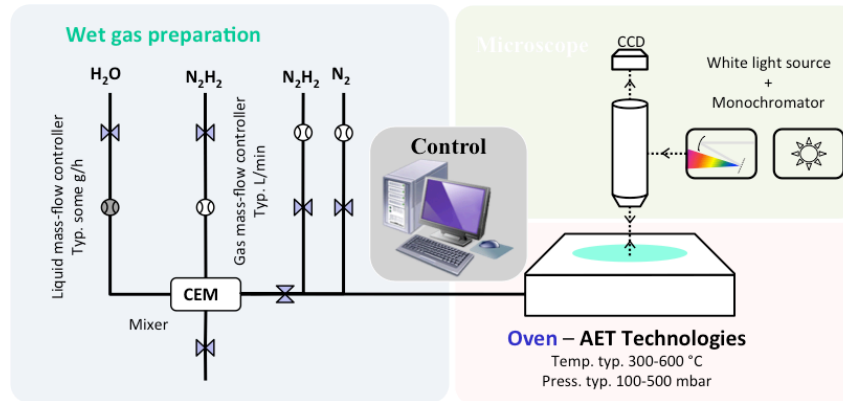 Wet gas preparation
Microscope
H₂O
N₂H₂
N₂H₂
N₂
CCD
White light source
+
Monochromator
Liquid mass-flow controller
Typ. some g/h
Gas mass-flow controller
Typ. L/min
Control
CEM
Mixer
Oven – AET Technologies
Temp. typ. 300-600 °C
Press. typ. 100-500 mbar